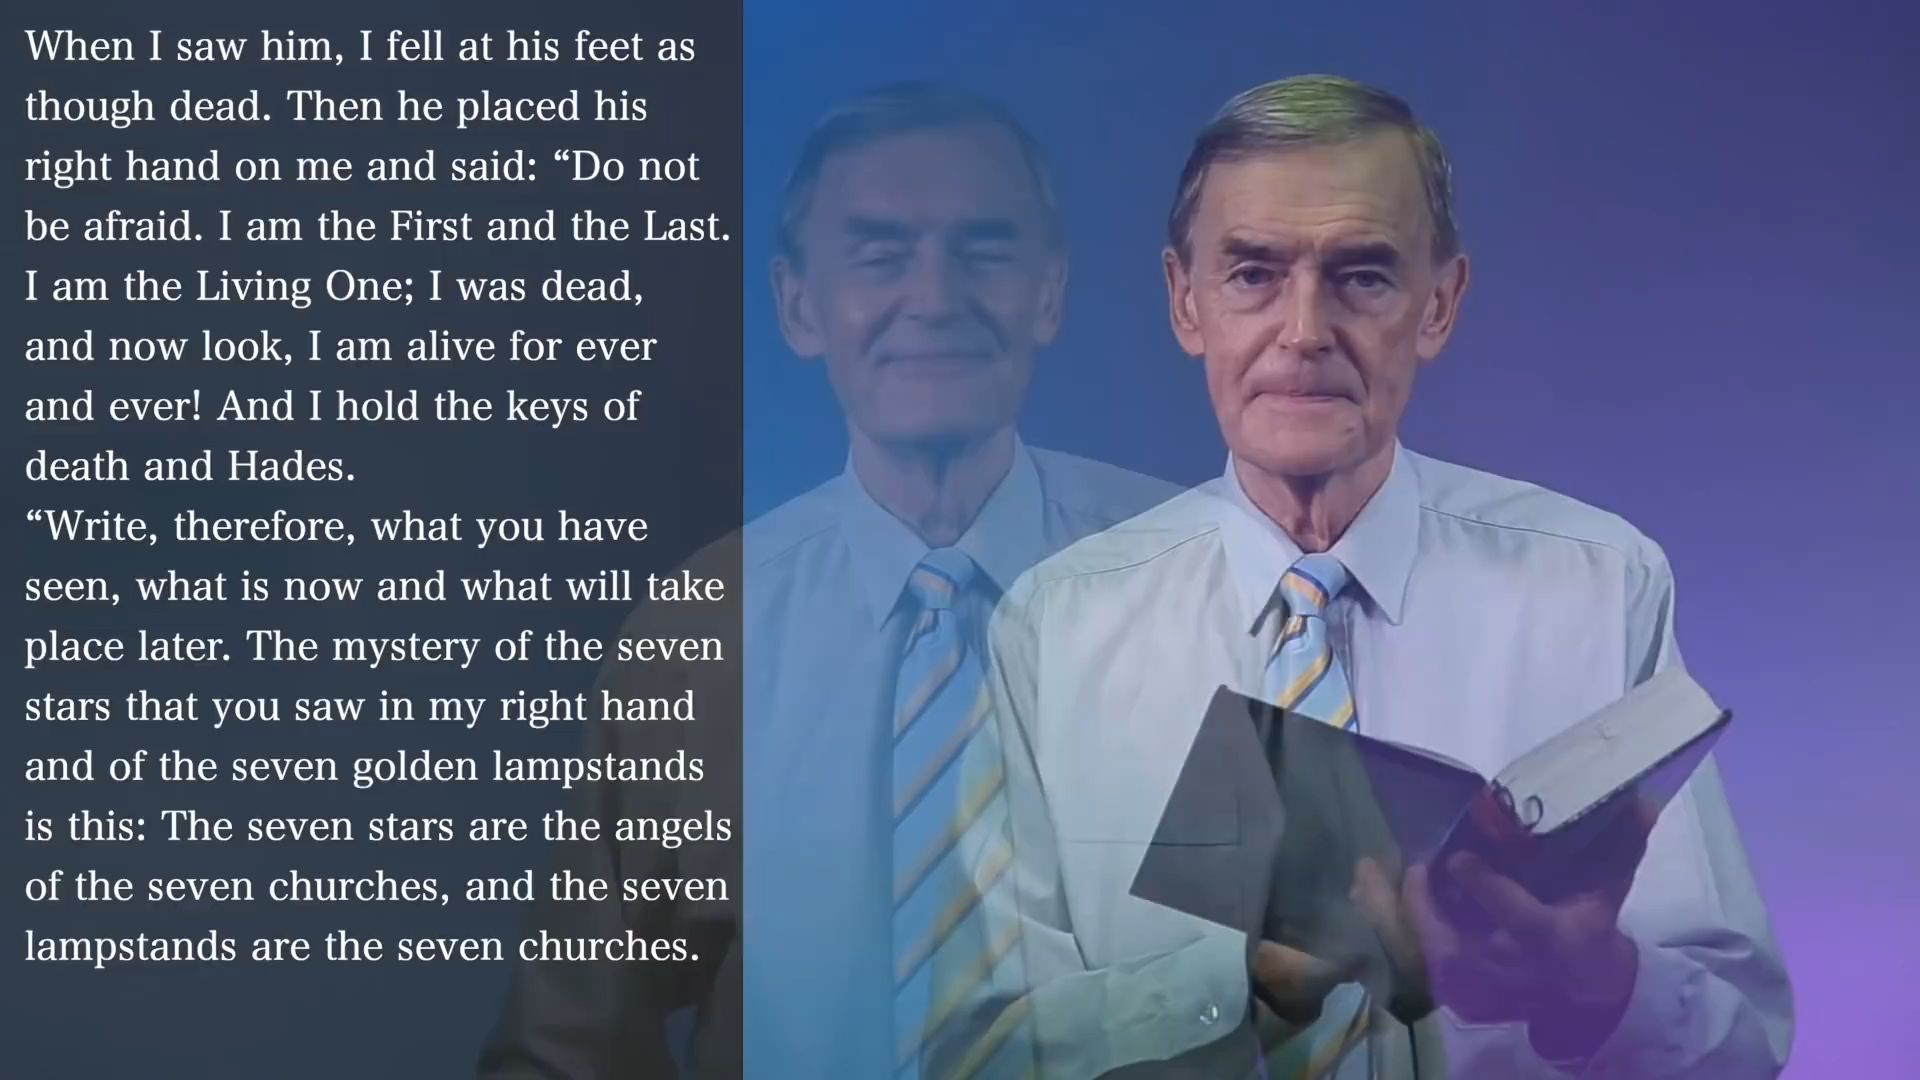 When I saw him, I fell at his feet as
though dead. Then he placed his
right hand on me and said: “Do not
be afraid. I am the First and the Last.
I am the Living One; I was dead,
and now look, I am alive for ever
and ever! And I hold the keys of
death and Hades.
“Write, therefore, what you have
seen, what is now and what will take
place later. The mystery of the seven
stars that you saw in my right hand
and of the seven golden lampstands
is this: The seven stars are the angels
of the seven churches, and the seven
lampstands are the seven churches.